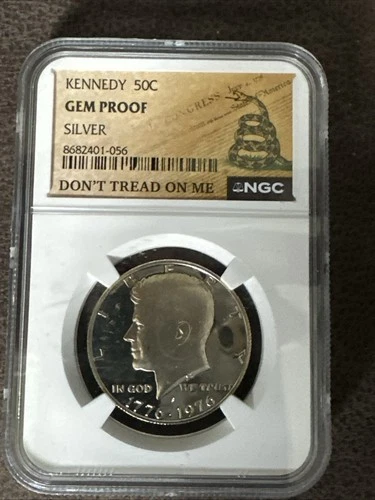 KENNEDY 50C
GEM PROOF
SILVER
8682401-056
DON'T TREAD ON ME
NGC
LIBERTY
IN GOD WE TRUST
1776·1976